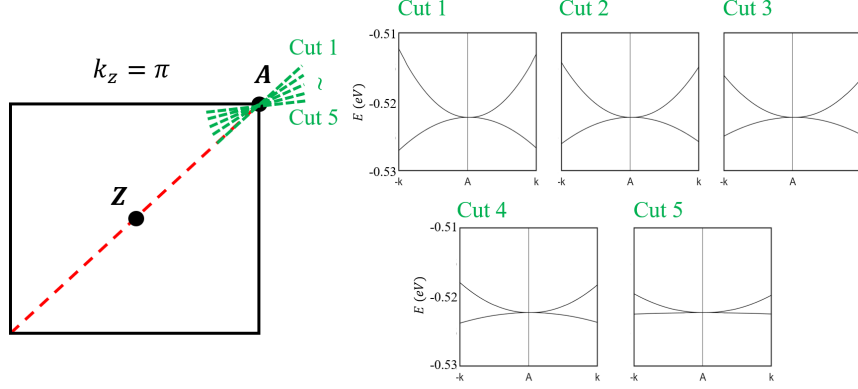 k_z = π
A
Cut 1
~
Cut 5
Z
Cut 1
Cut 2
Cut 3
-0.51
-0.52
-0.53
E (eV)
-k A k
-k A k
-k A k
Cut 4
Cut 5
-0.51
-0.52
-0.53
E (eV)
-k A k
-k A k